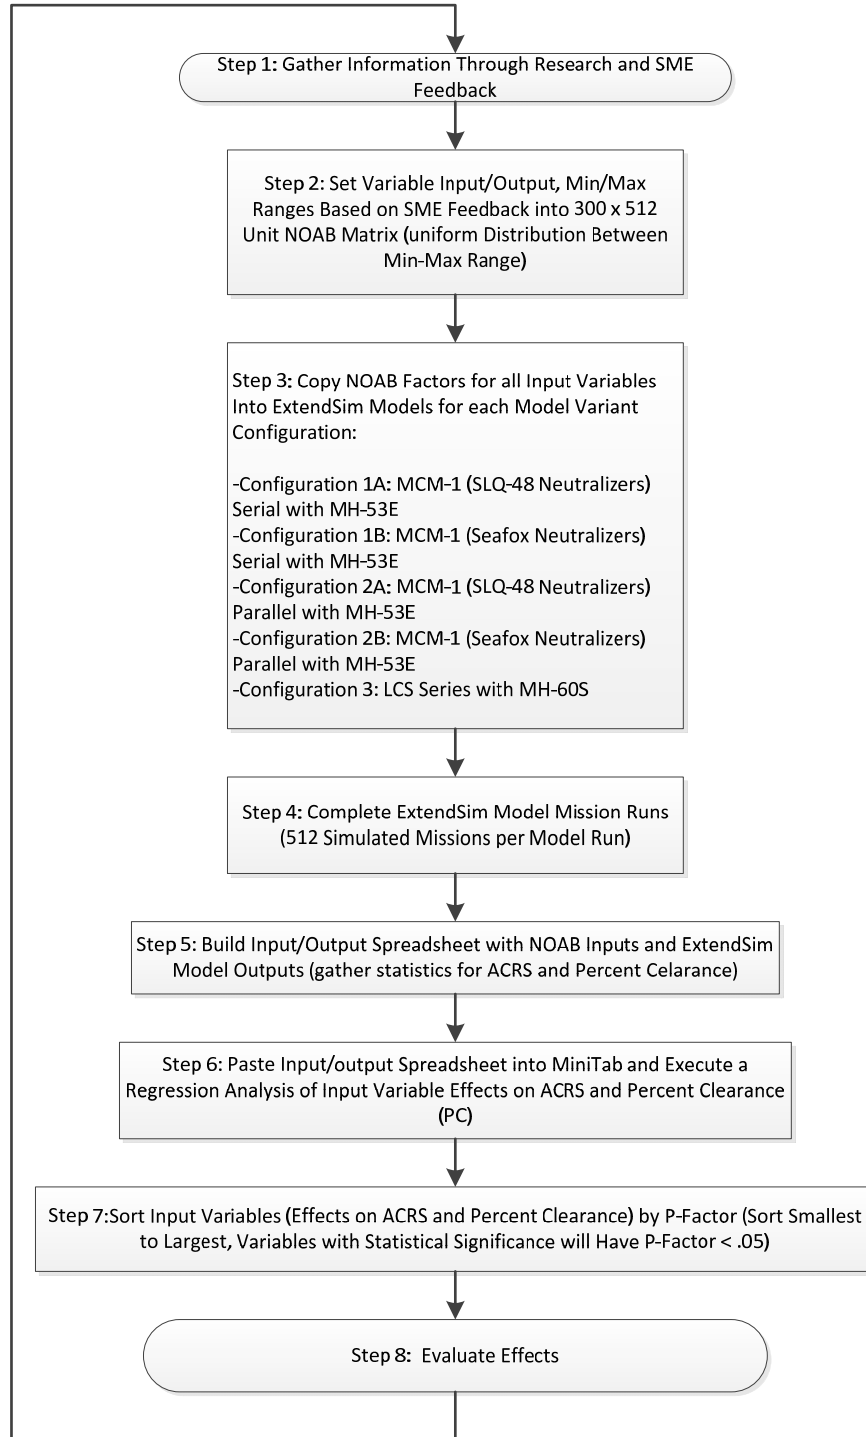 Step 1: Gather Information Through Research and SME
Feedback
Step 2: Set Variable Input/Output, Min/Max
Ranges Based on SME Feedback into 300 x 512
Unit NOAB Matrix (uniform Distribution Between
Min-Max Range)
Step 3: Copy NOAB Factors for all Input Variables
Into ExtendSim Models for each Model Variant
Configuration:
-Configuration 1A: MCM-1 (SLQ-48 Neutralizers)
Serial with MH-53E
-Configuration 1B: MCM-1 (Seafox Neutralizers)
Serial with MH-53E
-Configuration 2A: MCM-1 (SLQ-48 Neutralizers)
Parallel with MH-53E
-Configuration 2B: MCM-1 (Seafox Neutralizers)
Parallel with MH-53E
-Configuration 3: LCS Series with MH-60S
Step 4: Complete ExtendSim Model Mission Runs
(512 Simulated Missions per Model Run)
Step 5: Build Input/Output Spreadsheet with NOAB Inputs and ExtendSim
Model Outputs (gather statistics for ACRS and Percent Celarance)
Step 6: Paste Input/output Spreadsheet into MiniTab and Execute a
Regression Analysis of Input Variable Effects on ACRS and Percent Clearance
(PC)
Step 7:Sort Input Variables (Effects on ACRS and Percent Clearance) by P-Factor (Sort Smallest
to Largest, Variables with Statistical Significance will Have P-Factor < .05)
Step 8: Evaluate Effects